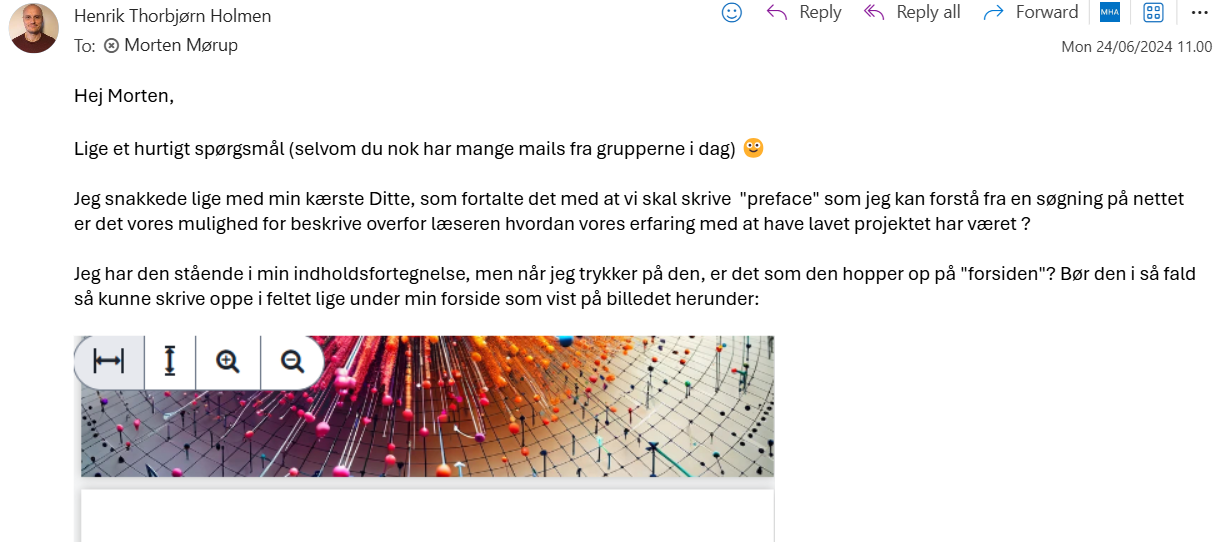 Henrik Thorbjørn Holmen
Reply
Reply all
Forward
MHA
To: Morten Mørup
Mon 24/06/2024 11.00
Hej Morten,
Lige et hurtigt spørgsmål (selvom du nok har mange mails fra grupperne i dag) 🙂
Jeg snakkede lige med min kærste Ditte, som fortalte det med at vi skal skrive "preface" som jeg kan forstå fra en søgning på nettet
er det vores mulighed for beskrive overfor læseren hvordan vores erfaring med at have lavet projektet har været ?
Jeg har den stående i min indholdsfortegnelse, men når jeg trykker på den, er det som den hopper op på "forsiden"? Bør den i så fald
så kunne skrive oppe i feltet lige under min forside som vist på billedet herunder: